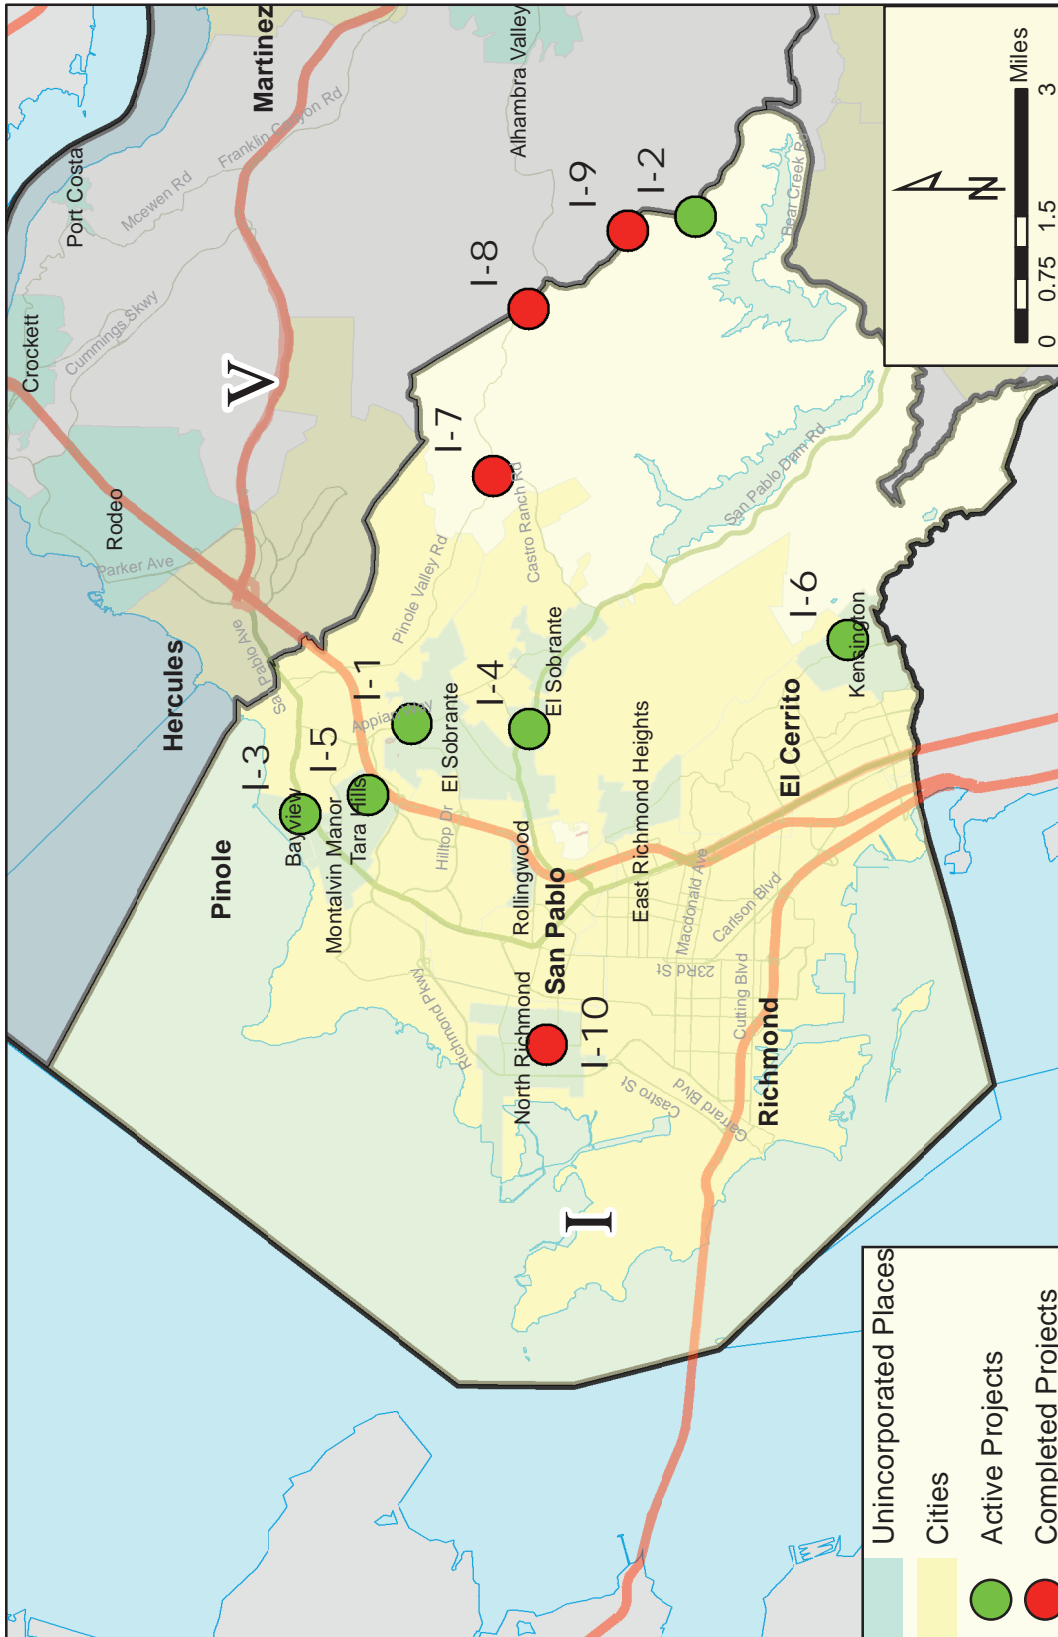 Pinole
Hercules
Rodeo
Crockett
Port Costa
Martinez
Parker Ave
Cummings Skwy
Mcewen Rd
Franklin Canyon Rd
V
San Pablo Ave
I-3
Bayview
I-5
Montalvin Manor
Tara Hills
I-1
Appian Way
El Sobrante
Hilltop Dr
Pinole Valley Rd
I-7
I-8
Alhambra Valley
I-9
I-2
Bear Creek Rd
Richmond Pkwy
Rollingwood
I-4
El Sobrante
Castro Ranch Rd
San Pablo Dam Rd
North Richmond
San Pablo
I-10
I
East Richmond Heights
23Rd St
Macdonald Ave
Carlson Blvd
Cutting Blvd
Castro St
Garrard Blvd
Richmond
El Cerrito
I-6
Kensington
Unincorporated Places
Cities
Active Projects
Completed Projects
N
0 0.75 1.5 3
Miles